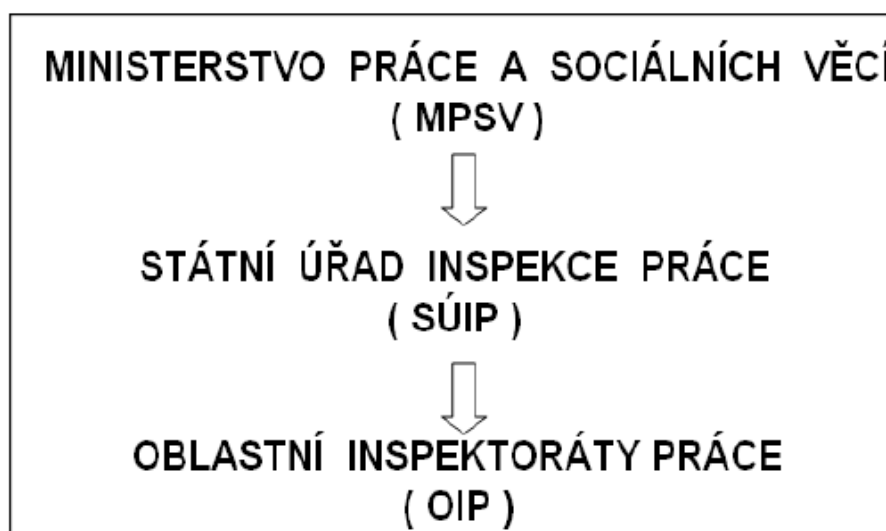 MINISTERSTVO PRÁCE A SOCIÁLNÍCH VĚCÍ
( MPSV )
STÁTNÍ ÚŘAD INSPEKCE PRÁCE
( SÚIP )
OBLASTNÍ INSPEKTORÁTY PRÁCE
( OIP )